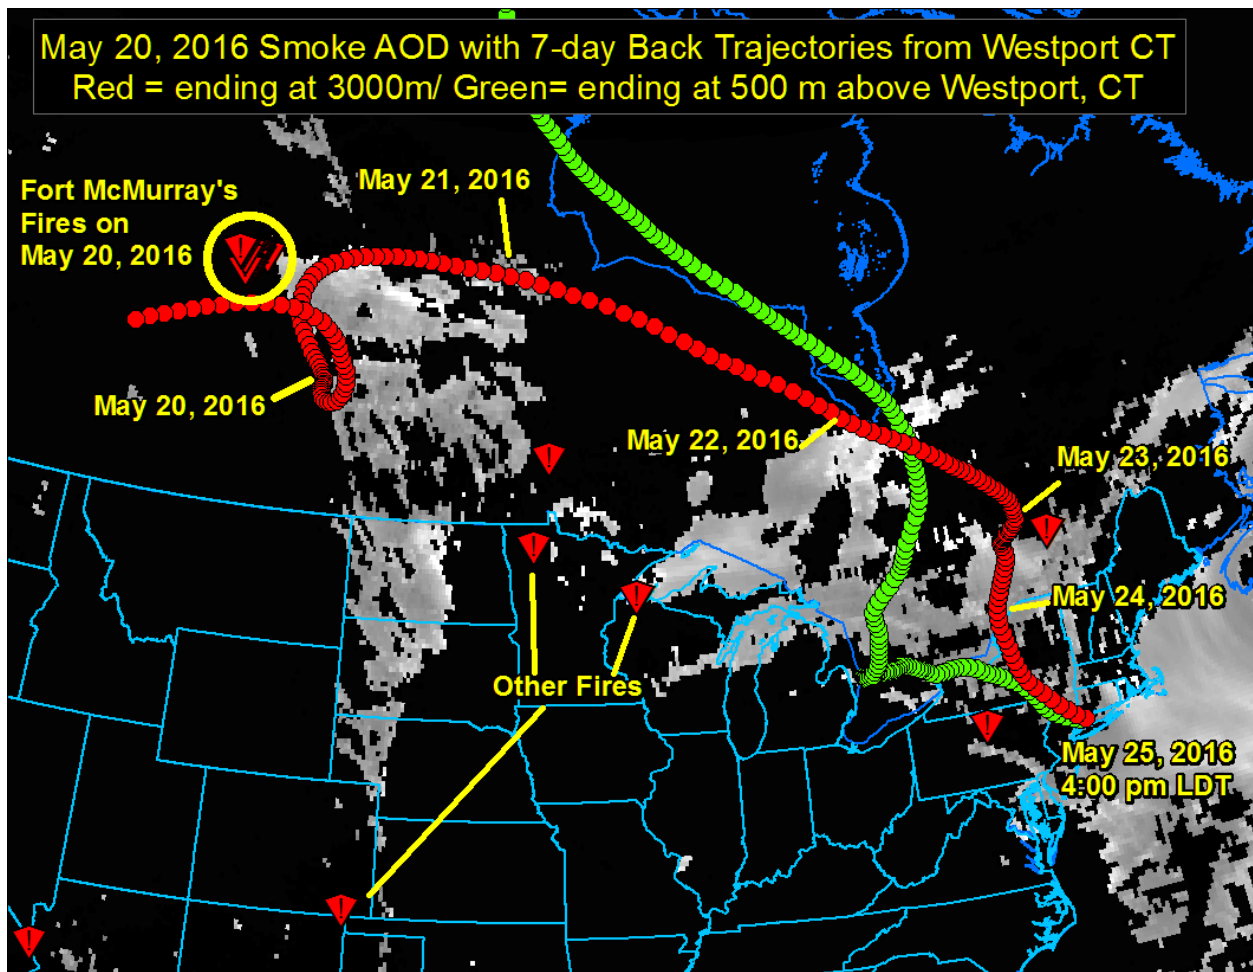 May 20, 2016 Smoke AOD with 7-day Back Trajectories from Westport CT
Red = ending at 3000m/ Green= ending at 500 m above Westport, CT
May 21, 2016
Fort McMurray's
Fires on
May 20, 2016
May 20, 2016
May 22, 2016
May 23, 2016
May 24, 2016
Other Fires
May 25, 2016
4:00 pm LDT